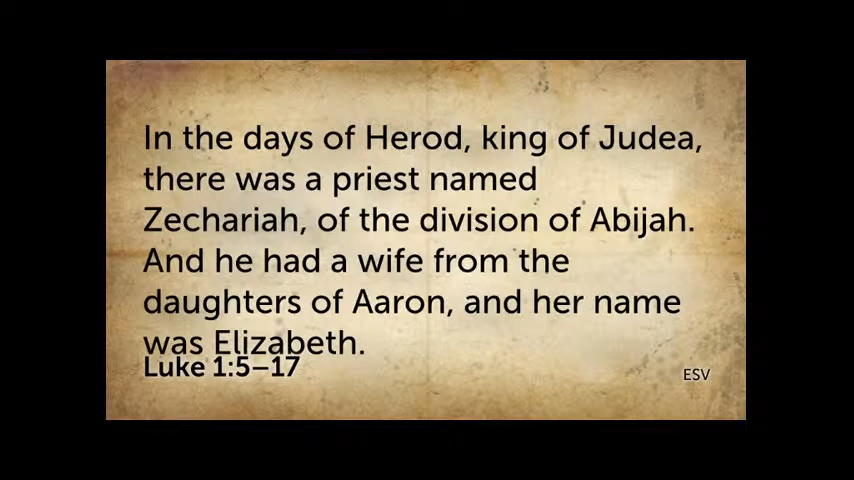 In the days of Herod, king of Judea,
there was a priest named
Zechariah, of the division of Abijah.
And he had a wife from the
daughters of Aaron, and her name
was Elizabeth.
Luke 1:5–17
ESV